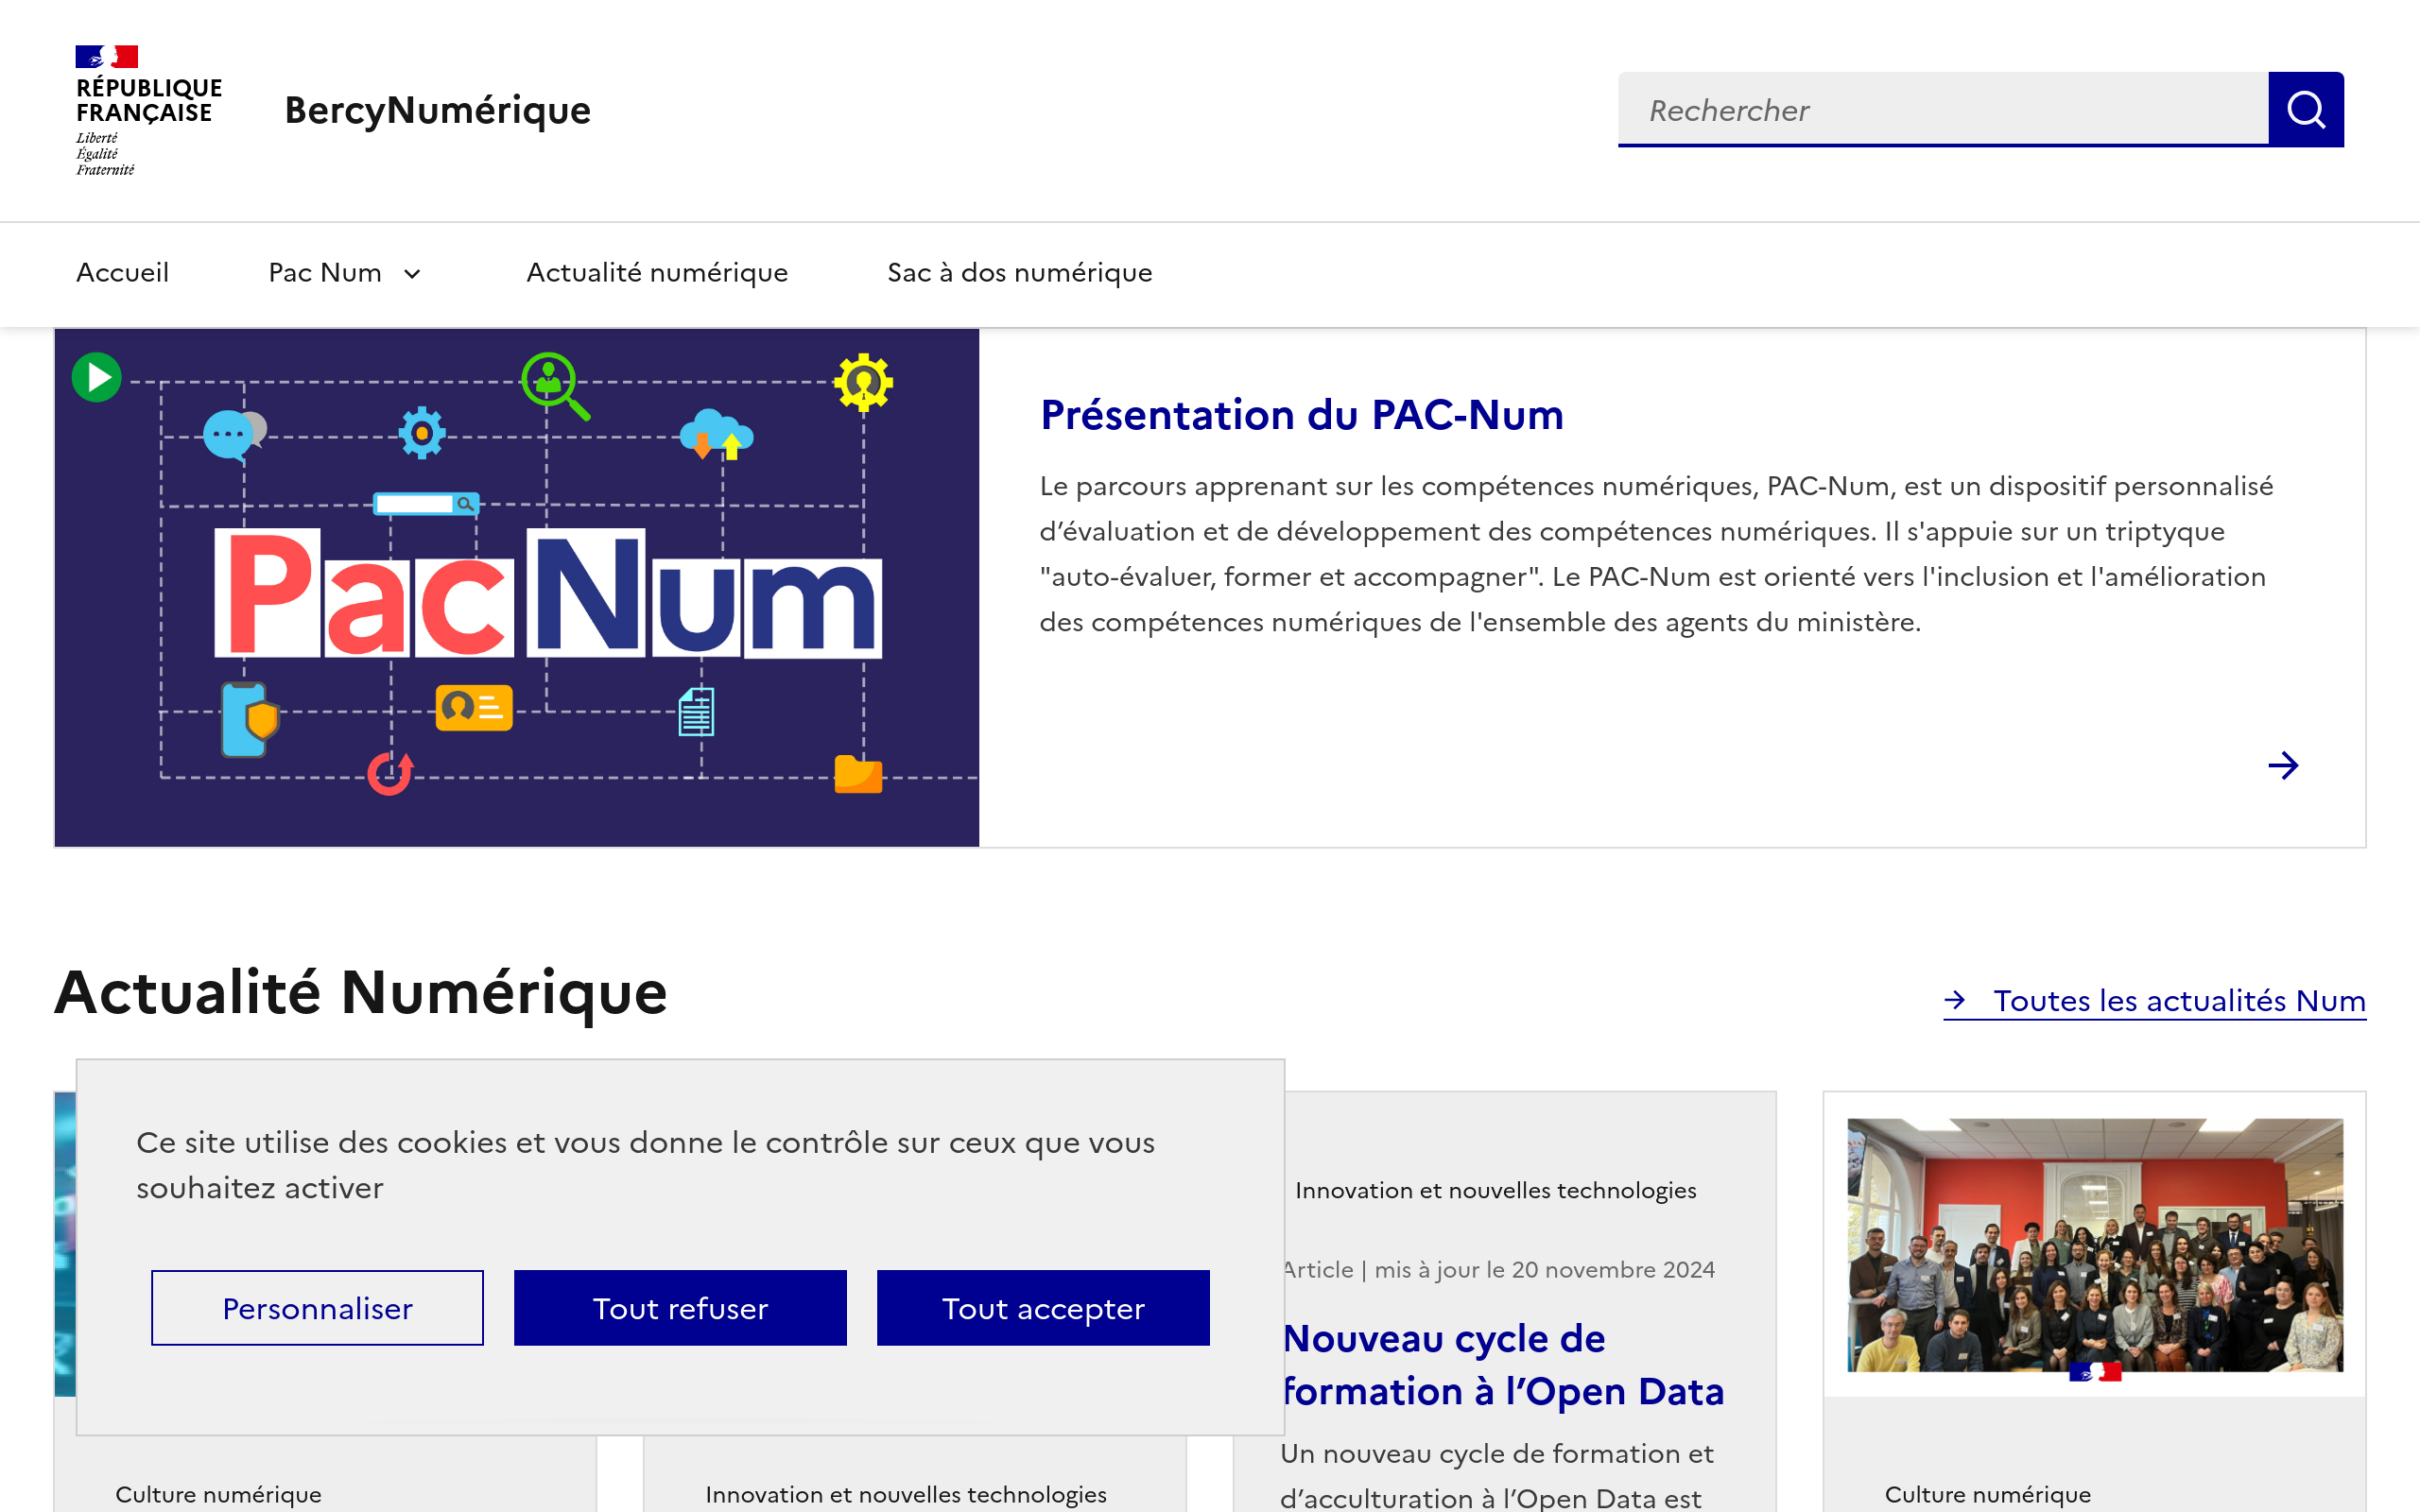 RÉPUBLIQUE
FRANÇAISE
Liberté
Égalité
Fraternité
BercyNumérique
Rechercher
Accueil
Pac Num
Actualité numérique
Sac à dos numérique
Pac Num
Présentation du PAC-Num
Le parcours apprenant sur les compétences numériques, PAC-Num, est un dispositif personnalisé
d’évaluation et de développement des compétences numériques. Il s'appuie sur un triptyque
"auto-évaluer, former et accompagner". Le PAC-Num est orienté vers l'inclusion et l'amélioration
des compétences numériques de l'ensemble des agents du ministère.
Actualité Numérique
Toutes les actualités Num
Ce site utilise des cookies et vous donne le contrôle sur ceux que vous
souhaitez activer
Personnaliser
Tout refuser
Tout accepter
Culture numérique
Innovation et nouvelles technologies
Innovation et nouvelles technologies
Article | mis à jour le 20 novembre 2024
Nouveau cycle de
formation à l’Open Data
Un nouveau cycle de formation et
d’acculturation à l’Open Data est
Culture numérique